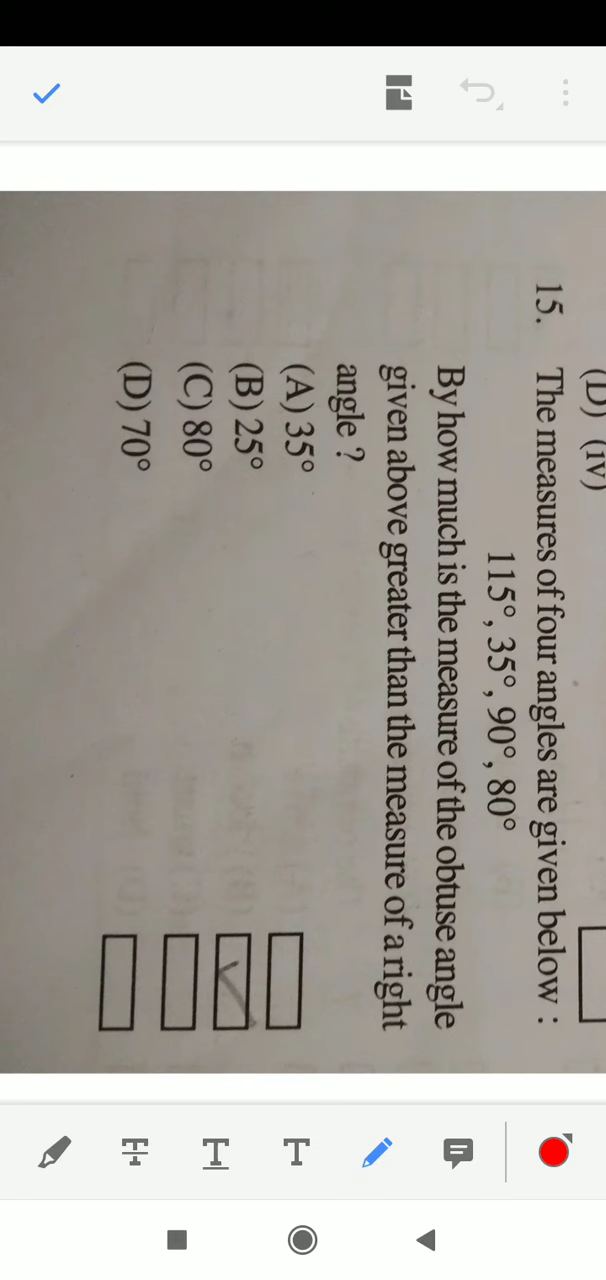 (D) (iv)
15. The measures of four angles are given below :
115°, 35°, 90°, 80°
By how much is the measure of the obtuse angle
given above greater than the measure of a right
angle ?
(A) 35°
(B) 25°
(C) 80°
(D) 70°